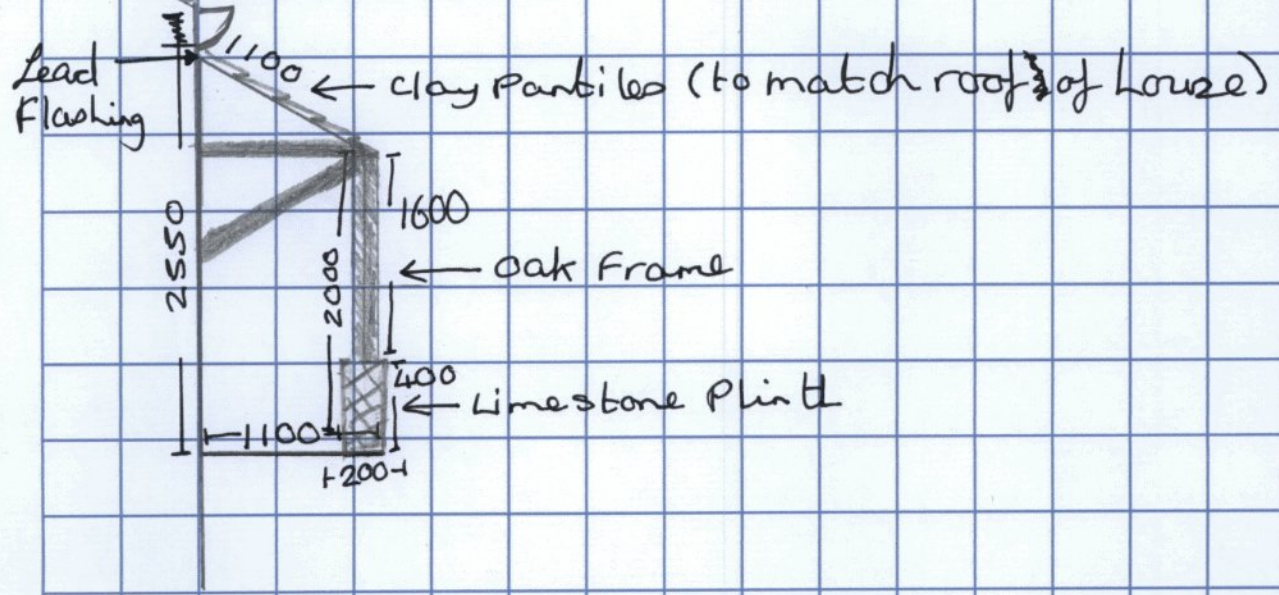 1100
Lead
Flashing
Clay Pantiles (to match roof of house)
1600
2550
2000
Oak Frame
400
Limestone Plinth
1100
200